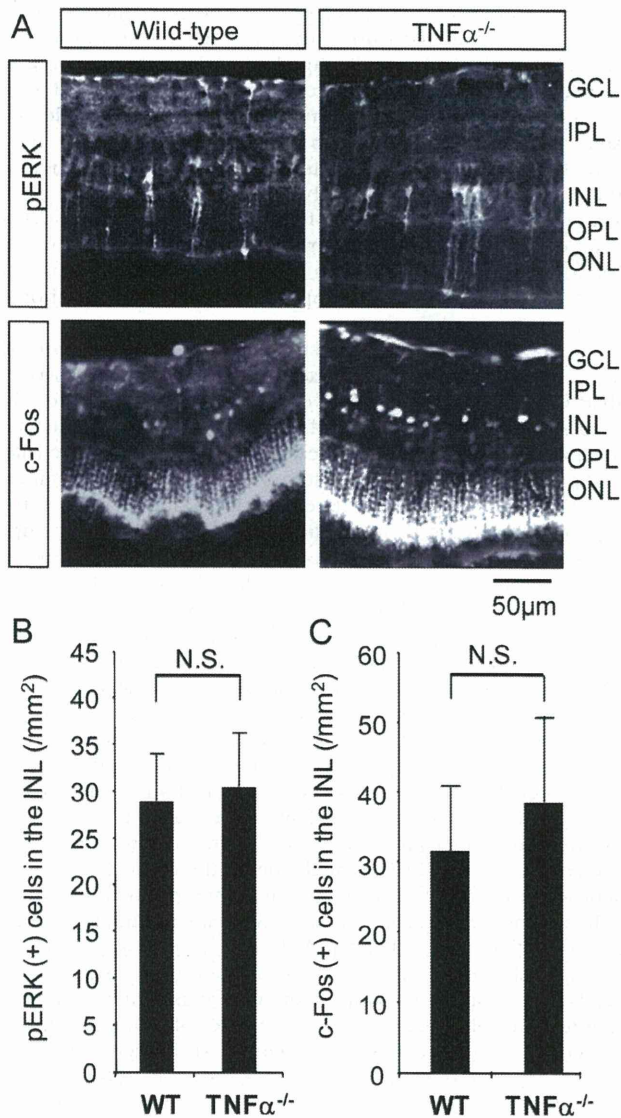 A
Wild-type
TNFα-/-
pERK
GCL
IPL
INL
OPL
ONL
c-Fos
GCL
IPL
INL
OPL
ONL
50µm
B
pERK (+) cells in the INL (/mm²)
45
40
35
30
25
20
15
10
5
0
N.S.
WT
TNFα-/-
C
c-Fos (+) cells in the INL (/mm²)
60
50
40
30
20
10
0
N.S.
WT
TNFα-/-